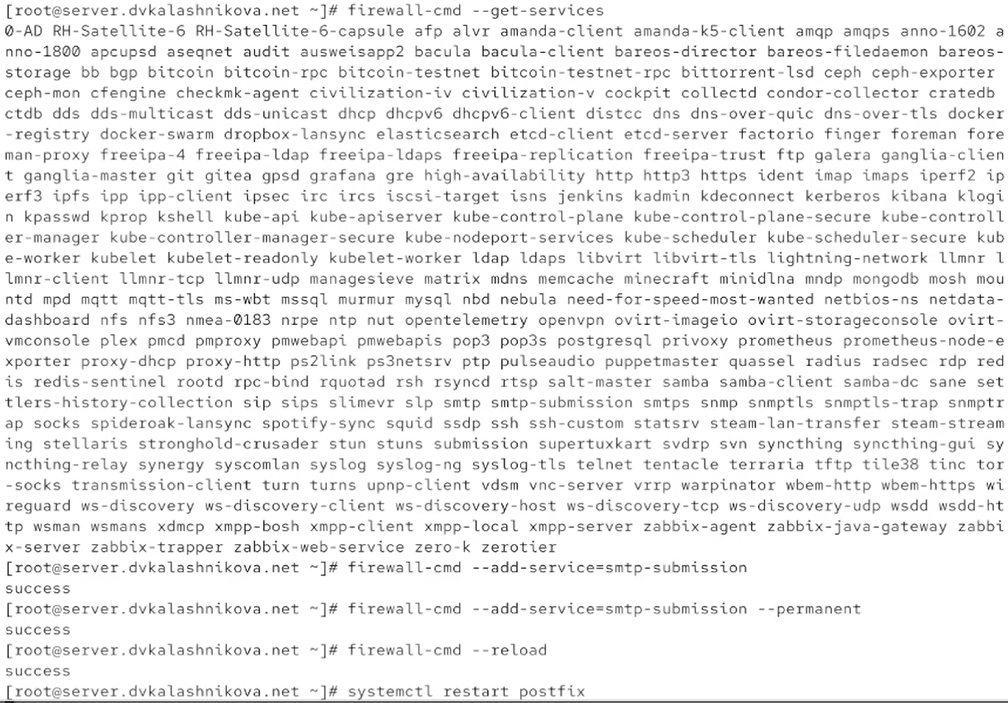 [root@server.dvkalashnikova.net ~]# firewall-cmd --get-services
0-AD RH-Satellite-6 RH-Satellite-6-capsule afp alvr amanda-client amanda-k5-client amqp amqps anno-1602 a
nno-1800 apcupsd aseqnet audit ausweisapp2 bacula bacula-client bareos-director bareos-filedaemon bareos-
storage bb bgp bitcoin bitcoin-rpc bitcoin-testnet bitcoin-testnet-rpc bittorrent-lsd ceph ceph-exporter
ceph-mon cfengine checkmk-agent civilization-iv civilization-v cockpit collectd condor-collector cratedb
ctdb dds dds-multicast dds-unicast dhcp dhcpv6 dhcpv6-client distcc dns dns-over-quic dns-over-tls docker
-registry docker-swarm dropbox-lansync elasticsearch etcd-client etcd-server factorio finger foreman fore
man-proxy freeipa-4 freeipa-ldap freeipa-ldaps freeipa-replication freeipa-trust ftp galera ganglia-clien
t ganglia-master git gitea gpsd grafana gre high-availability http http3 https ident imap imaps iperf2 ip
erf3 ipfs ipp ipp-client ipsec irc ircs iscsi-target isns jenkins kadmin kdeconnect kerberos kibana klogi
n kpasswd kprop kshell kube-api kube-apiserver kube-control-plane kube-control-plane-secure kube-controll
er-manager kube-controller-manager-secure kube-nodeport-services kube-scheduler kube-scheduler-secure kub
e-worker kubelet kubelet-readonly kubelet-worker ldap ldaps libvirt libvirt-tls lightning-network llmnr l
lmnr-client llmnr-tcp llmnr-udp managesieve matrix mdns memcache minecraft minidlna mndp mongodb mosh mou
ntd mpd mqtt mqtt-tls ms-wbt mssql murmur mysql nbd nebula need-for-speed-most-wanted netbios-ns netdata-
dashboard nfs nfs3 nmea-0183 nrpe ntp nut opentelemetry openvpn ovirt-imageio ovirt-storageconsole ovirt-
vmconsole plex pmcd pmproxy pmwebapi pmwebapis pop3 pop3s postgresql privoxy prometheus prometheus-node-e
xporter proxy-dhcp proxy-http ps2link ps3netsrv ptp pulseaudio puppetmaster quassel radius radsec rdp red
is redis-sentinel rootd rpc-bind rquotad rsh rsyncd rtsp salt-master samba samba-client samba-dc sane set
tlers-history-collection sip sips slimevr slp smtp smtp-submission smtps snmp snmptls snmptls-trap snmptr
ap socks spideroak-lansync spotify-sync squid ssdp ssh ssh-custom statsrv steam-lan-transfer steam-stream
ing stellaris stronghold-crusader stun stuns submission supertuxkart svdrp svn syncthing syncthing-gui sy
ncthing-relay synergy syscomlan syslog syslog-ng syslog-tls telnet tentacle terraria tftp tile38 tinc tor
-socks transmission-client turn turns upnp-client vdsm vnc-server vrrp warpinator wbem-http wbem-https wi
reguard ws-discovery ws-discovery-client ws-discovery-host ws-discovery-tcp ws-discovery-udp wsdd wsdd-ht
tp wsman wsmans xdmcp xmpp-bosh xmpp-client xmpp-local xmpp-server zabbix-agent zabbix-java-gateway zabbi
x-server zabbix-trapper zabbix-web-service zero-k zerotier
[root@server.dvkalashnikova.net ~]# firewall-cmd --add-service=smtp-submission
success
[root@server.dvkalashnikova.net ~]# firewall-cmd --add-service=smtp-submission --permanent
success
[root@server.dvkalashnikova.net ~]# firewall-cmd --reload
success
[root@server.dvkalashnikova.net ~]# systemctl restart postfix